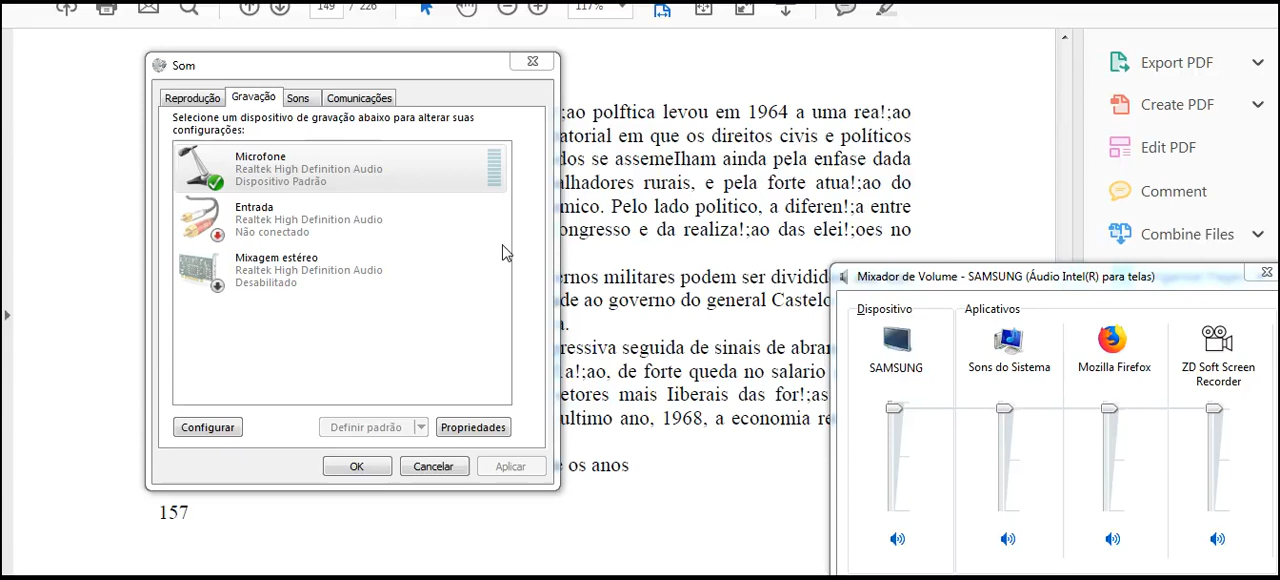 149 / 226
117%
Som
Reprodução
Gravação
Sons
Comunicações
Selecione um dispositivo de gravação abaixo para alterar suas
configurações:
Microfone
Realtek High Definition Audio
Dispositivo Padrão
Entrada
Realtek High Definition Audio
Não conectado
Mixagem estéreo
Realtek High Definition Audio
Desabilitado
Configurar
Definir padrão
Propriedades
OK
Cancelar
Aplicar
;ao polftica levou em 1964 a uma rea!;ao
atorial em que os direitos civis e políticos
dos se assemeIham ainda pela enfase dada
alhadores rurais, e pela forte atua!;ao do
mico. Pelo lado politico, a diferen!;a entre
ongresso e da realiza!;ao das elei!;oes no
ernos militares podem ser dividid
de ao governo do general Castelo
a.
ressiva seguida de sinais de abran
a!;ao, de forte queda no salario
etores mais Iiberais das for!;as
ultimo ano, 1968, a economia re
e os anos
157
Mixador de Volume - SAMSUNG (Áudio Intel(R) para telas)
Dispositivo
Aplicativos
SAMSUNG
Sons do Sistema
Mozilla Firefox
ZD Soft Screen
Recorder
Export PDF
Create PDF
Edit PDF
Comment
Combine Files